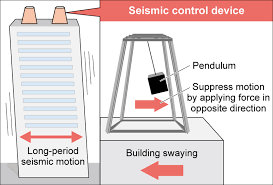 Seismic control device
Pendulum
Suppress motion
by applying force in
opposite direction
Long-period
seismic motion
Building swaying